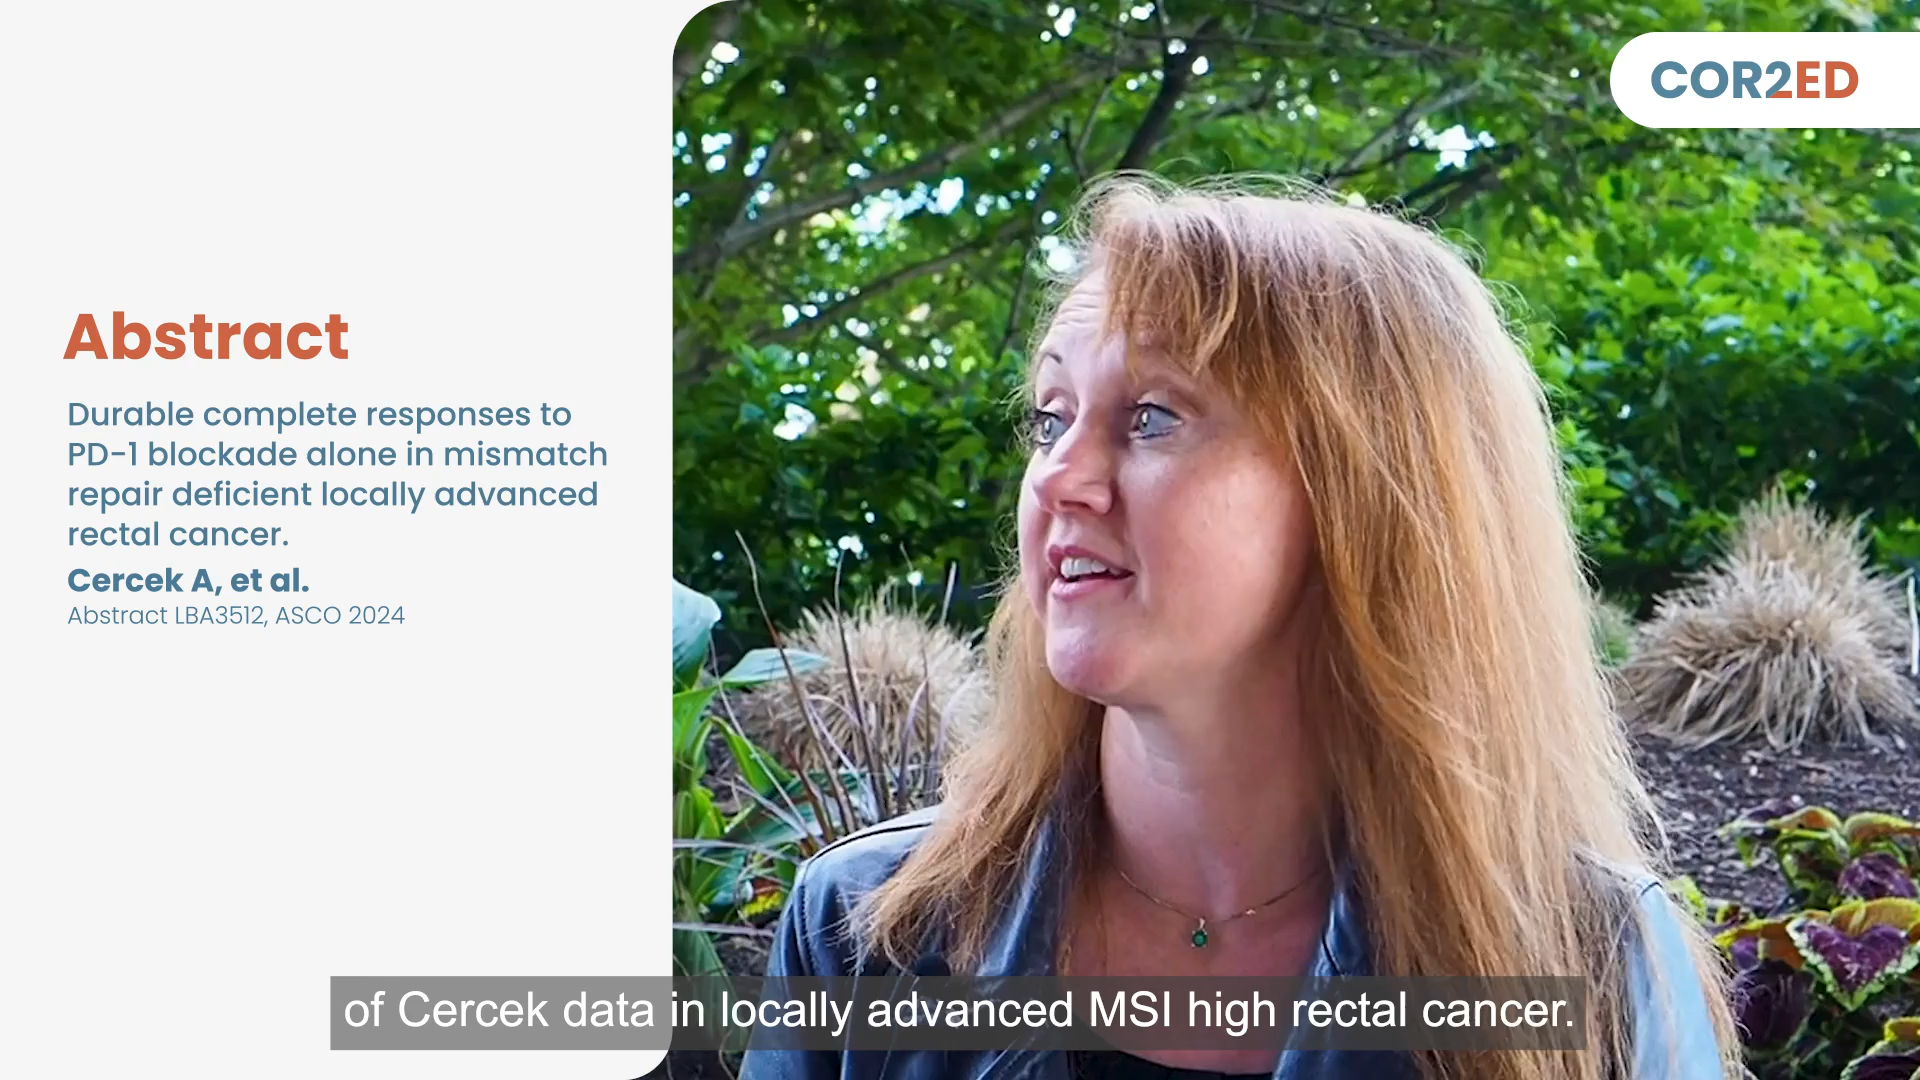 COR2ED
Abstract
Durable complete responses to
PD-1 blockade alone in mismatch
repair deficient locally advanced
rectal cancer.
Cercek A, et al.
Abstract LBA3512, ASCO 2024
of Cercek data in locally advanced MSI high rectal cancer.